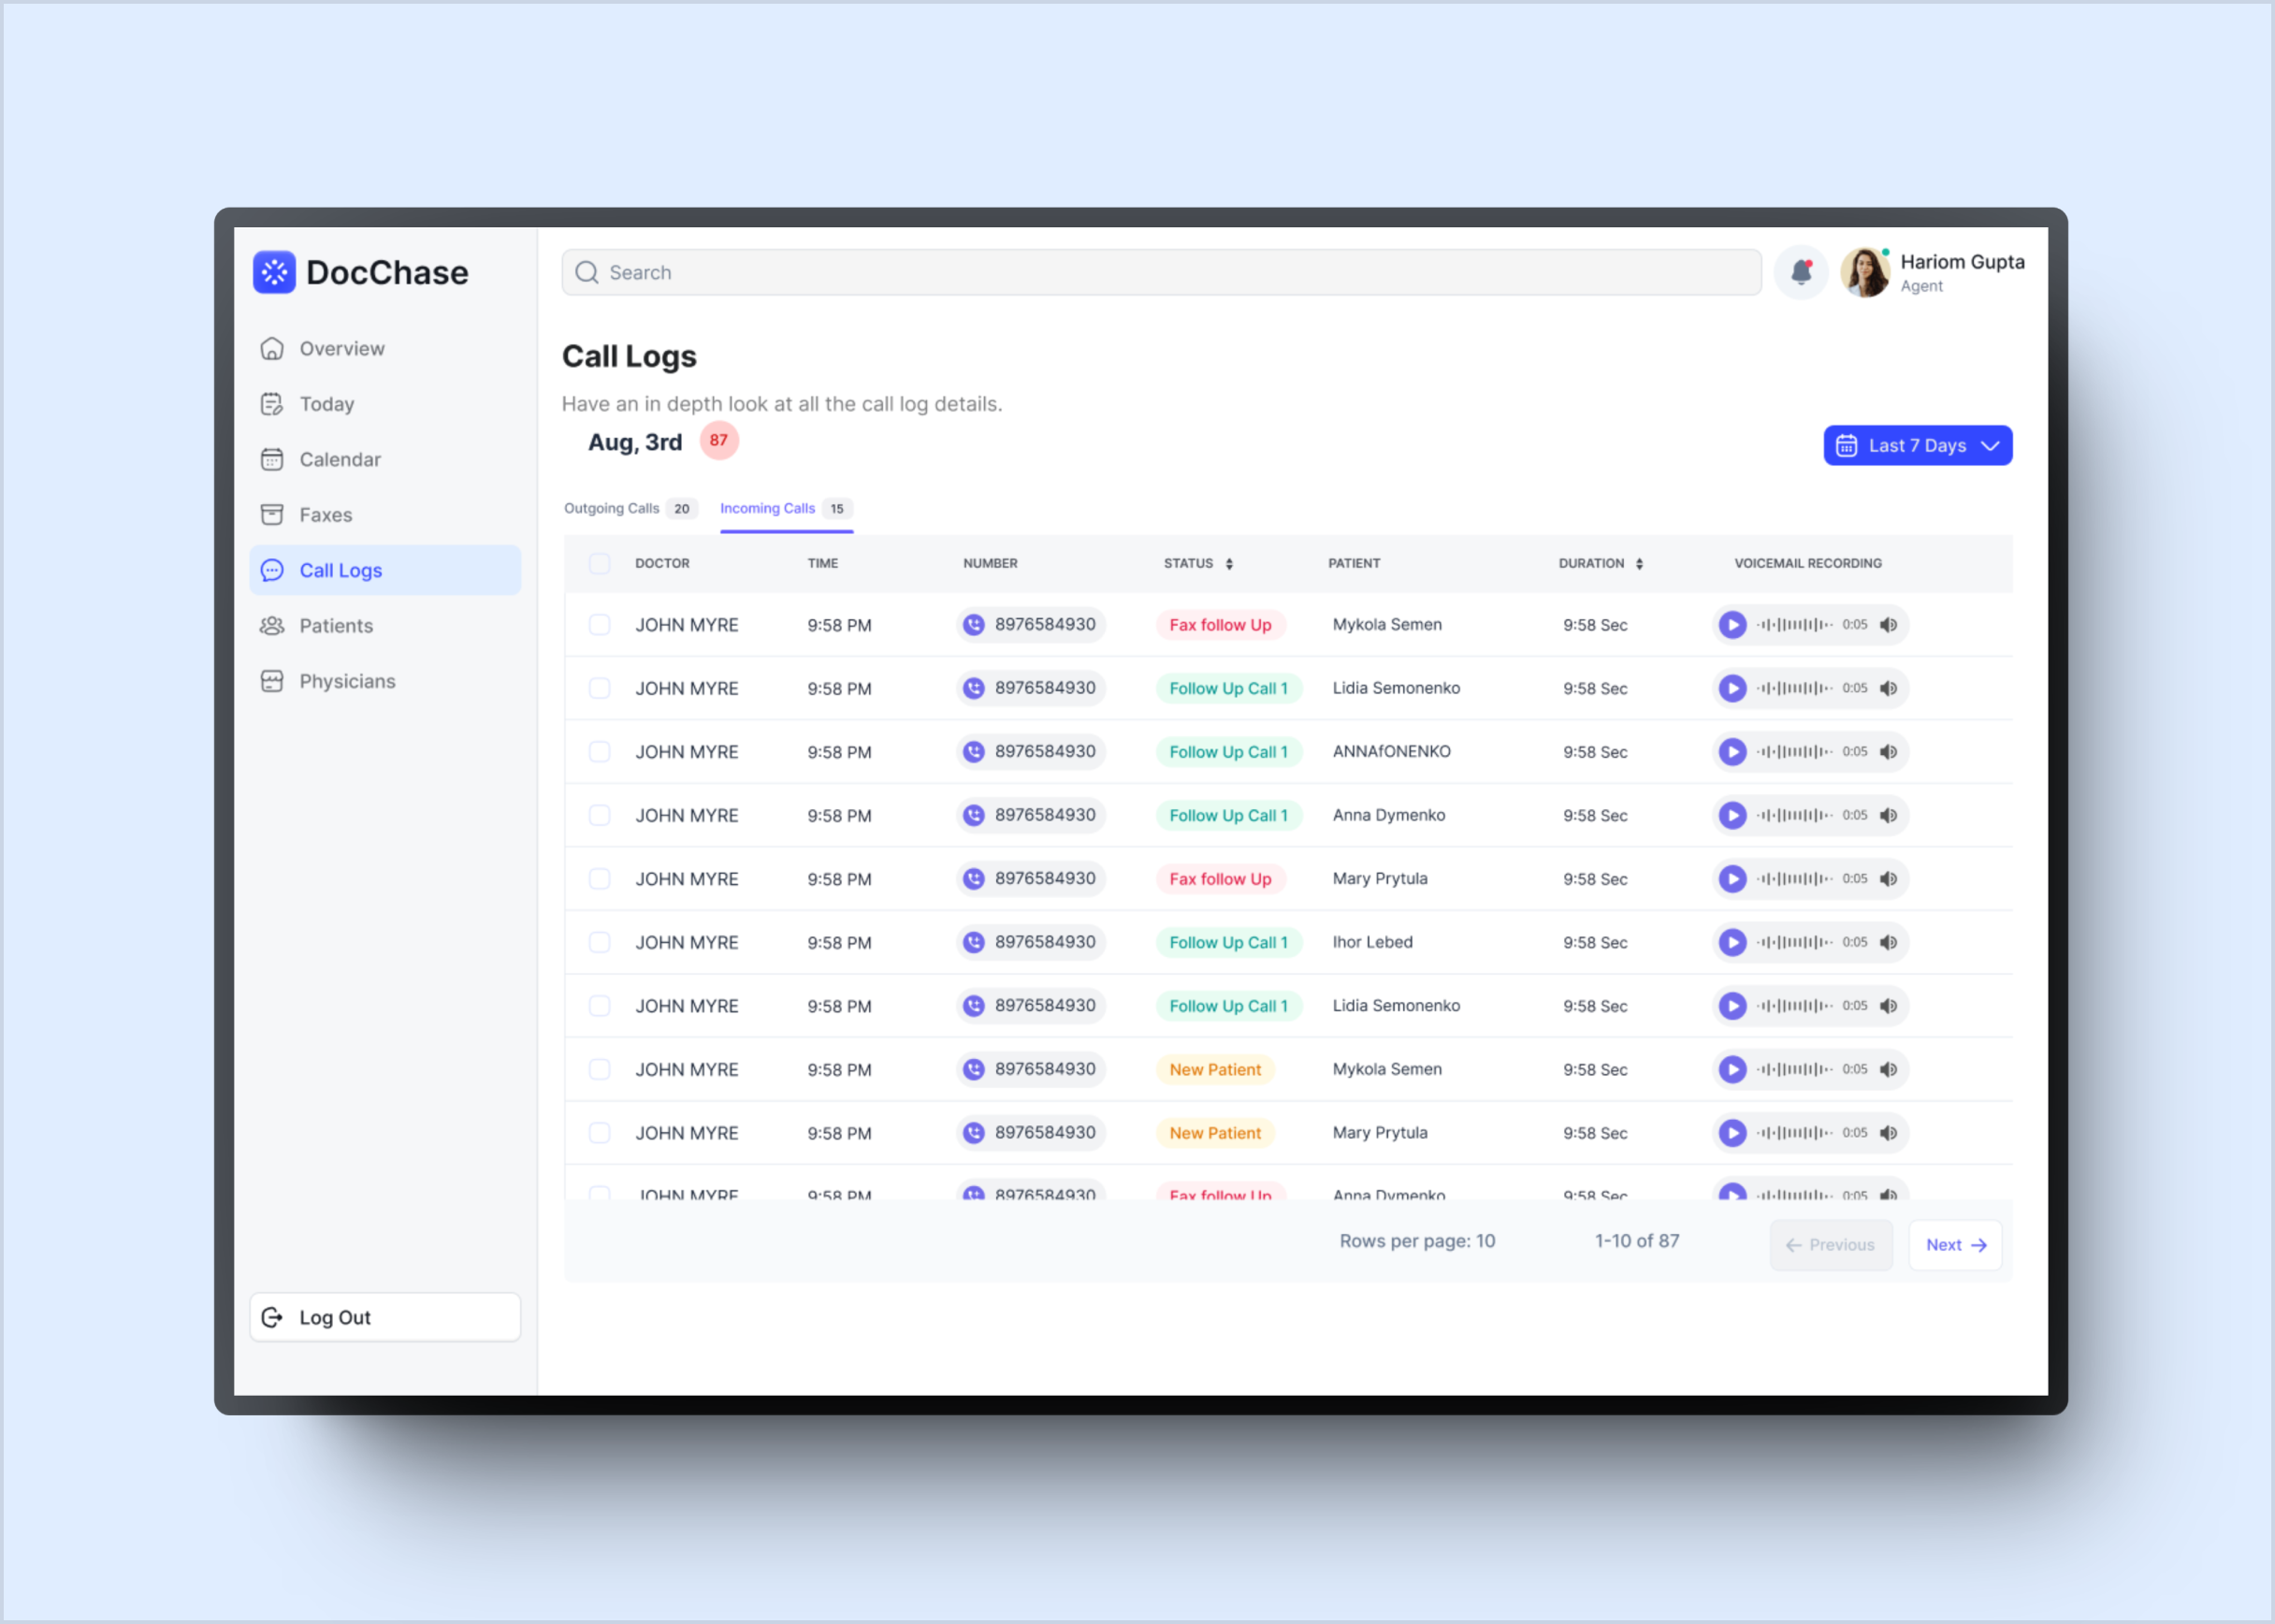 DocChase
Search
Hariom Gupta
Agent
Overview
Today
Calendar
Faxes
Call Logs
Patients
Physicians
Log Out
Call Logs
Have an in depth look at all the call log details.
Aug, 3rd 87
Last 7 Days
Outgoing Calls 20 Incoming Calls 15
DOCTOR TIME NUMBER STATUS PATIENT DURATION VOICEMAIL RECORDING
JOHN MYRE 9:58 PM 8976584930 Fax follow Up Mykola Semen 9:58 Sec 0:05
JOHN MYRE 9:58 PM 8976584930 Follow Up Call 1 Lidia Semonenko 9:58 Sec 0:05
JOHN MYRE 9:58 PM 8976584930 Follow Up Call 1 ANNAfONENKO 9:58 Sec 0:05
JOHN MYRE 9:58 PM 8976584930 Follow Up Call 1 Anna Dymenko 9:58 Sec 0:05
JOHN MYRE 9:58 PM 8976584930 Fax follow Up Mary Prytula 9:58 Sec 0:05
JOHN MYRE 9:58 PM 8976584930 Follow Up Call 1 Ihor Lebed 9:58 Sec 0:05
JOHN MYRE 9:58 PM 8976584930 Follow Up Call 1 Lidia Semonenko 9:58 Sec 0:05
JOHN MYRE 9:58 PM 8976584930 New Patient Mykola Semen 9:58 Sec 0:05
JOHN MYRE 9:58 PM 8976584930 New Patient Mary Prytula 9:58 Sec 0:05
JOHN MYRE 9:58 PM 8976584930 Fax follow Up Anna Dymenko 9:58 Sec 0:05
Rows per page: 10 1-10 of 87 Previous Next